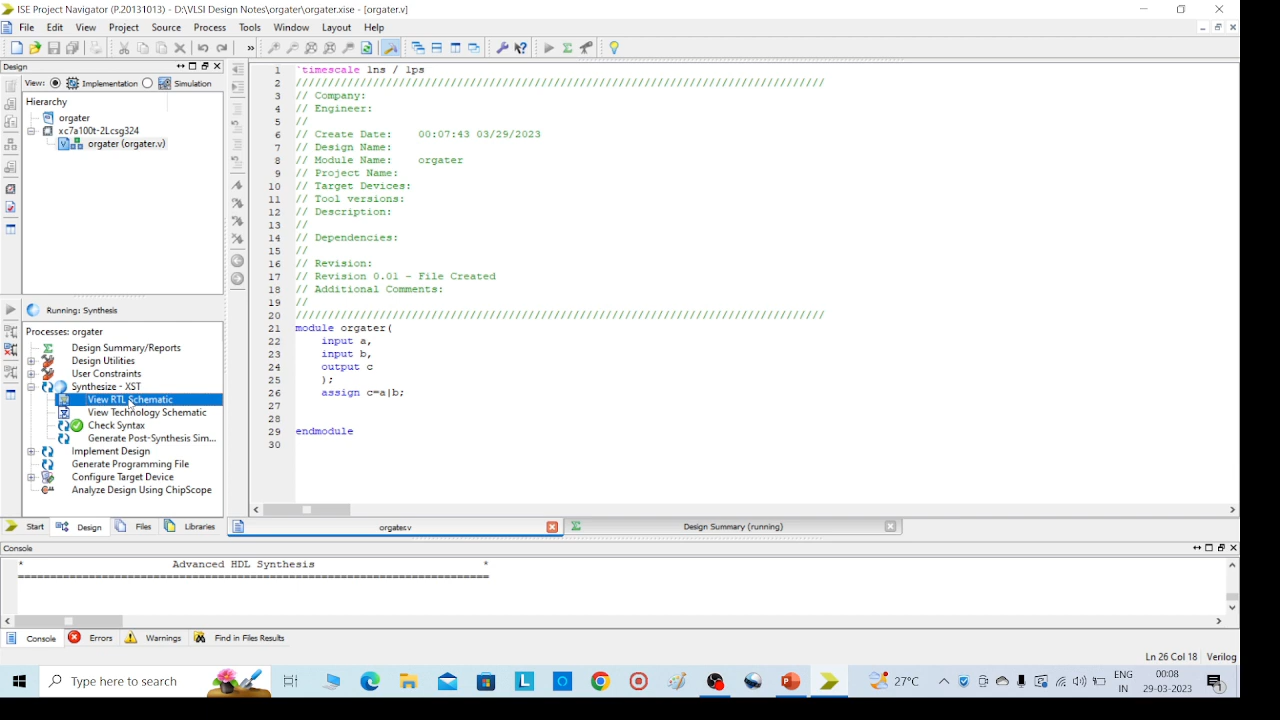 ISE Project Navigator (P.20131013) - D:\VLSI Design Notes\orgater\orgater.xise - [orgater.v]
File Edit View Project Source Process Tools Window Layout Help
Design
View: Implementation Simulation
Hierarchy
orgater
xc7a100t-2Lcsg324
orgater (orgater.v)
Running: Synthesis
Processes: orgater
Design Summary/Reports
Design Utilities
User Constraints
Synthesize - XST
View RTL Schematic
View Technology Schematic
Check Syntax
Generate Post-Synthesis Sim...
Implement Design
Generate Programming File
Configure Target Device
Analyze Design Using ChipScope
Start Design Files Libraries
1 `timescale 1ns / 1ps
2 //////////////////////////////////////////////////////////////////////////////////
3 // Company:
4 // Engineer:
5 //
6 // Create Date: 00:07:43 03/29/2023
7 // Design Name:
8 // Module Name: orgater
9 // Project Name:
10 // Target Devices:
11 // Tool versions:
12 // Description:
13 //
14 // Dependencies:
15 //
16 // Revision:
17 // Revision 0.01 - File Created
18 // Additional Comments:
19 //
20 //////////////////////////////////////////////////////////////////////////////////
21 module orgater(
22 input a,
23 input b,
24 output c
25 );
26 assign c=a|b;
27
28
29 endmodule
30
orgater.v Design Summary (running)
Console
* Advanced HDL Synthesis *
=========================================================================
Console Errors Warnings Find in Files Results
Ln 26 Col 18 Verilog
Type here to search
27°C
ENG
IN
00:08
29-03-2023
1